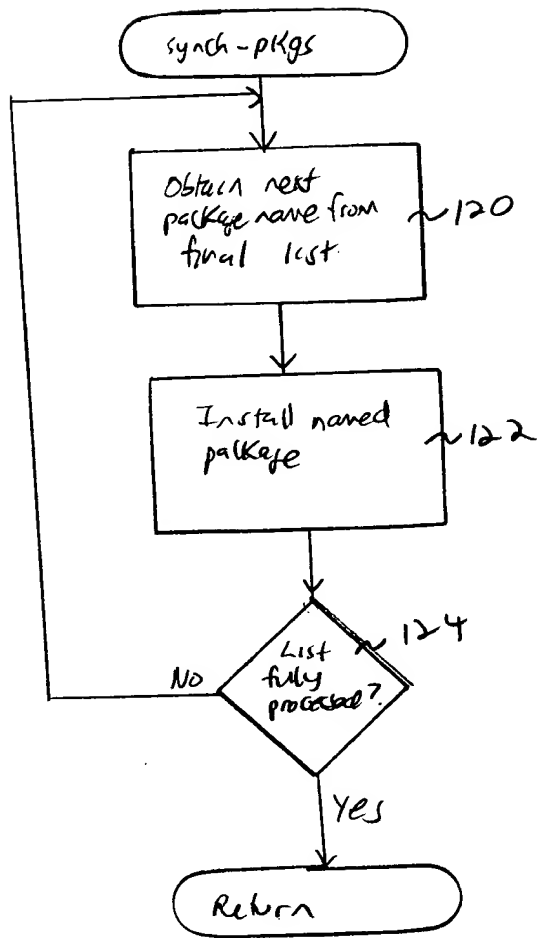 synch-pkgs
Obtain next
package name from
final list.
~120
Install named
package
~122
List
fully
processed?
~124
No
Yes
Return